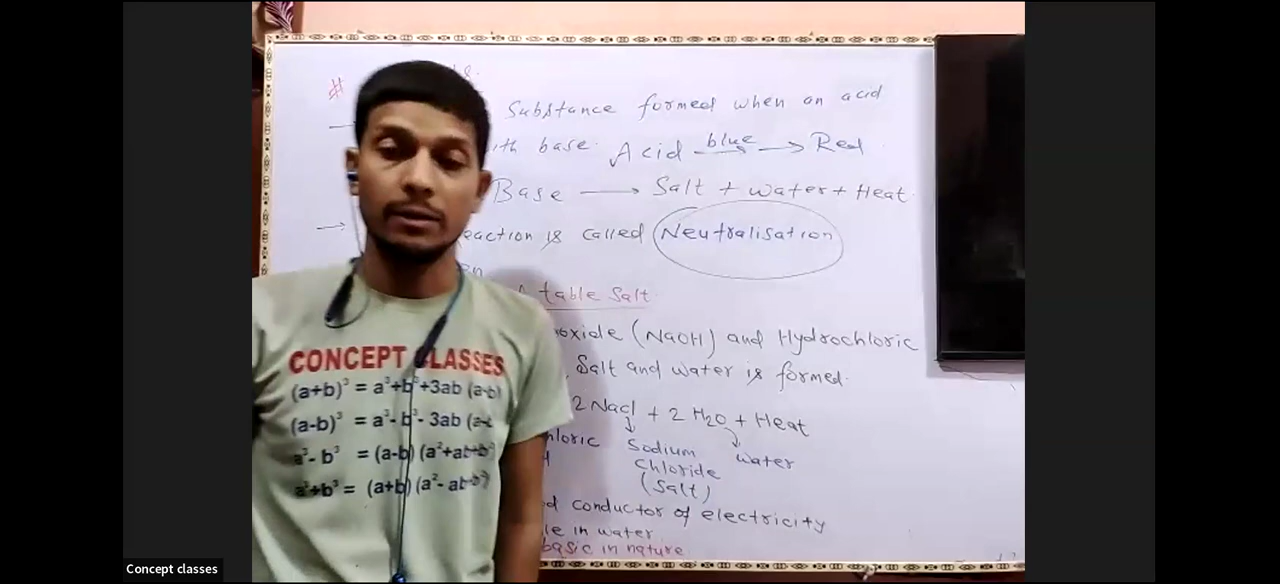 #
Substance formed when an acid
with base. Acid blue → Red
Base → Salt + water + Heat.
→ reaction is called Neutralisation
table Salt
oxide (NaOH) and Hydrochloric
Salt and water is formed.
2 Nacl + 2 H2O + Heat
Sodium water
chloride
(Salt)
conductor of electricity
in water
basic in nature
CONCEPT CLASSES
(a+b)³ = a³+b³+3ab (a+b)
(a-b)³ = a³-b³-3ab (a-b)
a³-b³ = (a-b) (a²+ab+b²)
a³+b³ = (a+b) (a²-ab+b²)
Concept classes